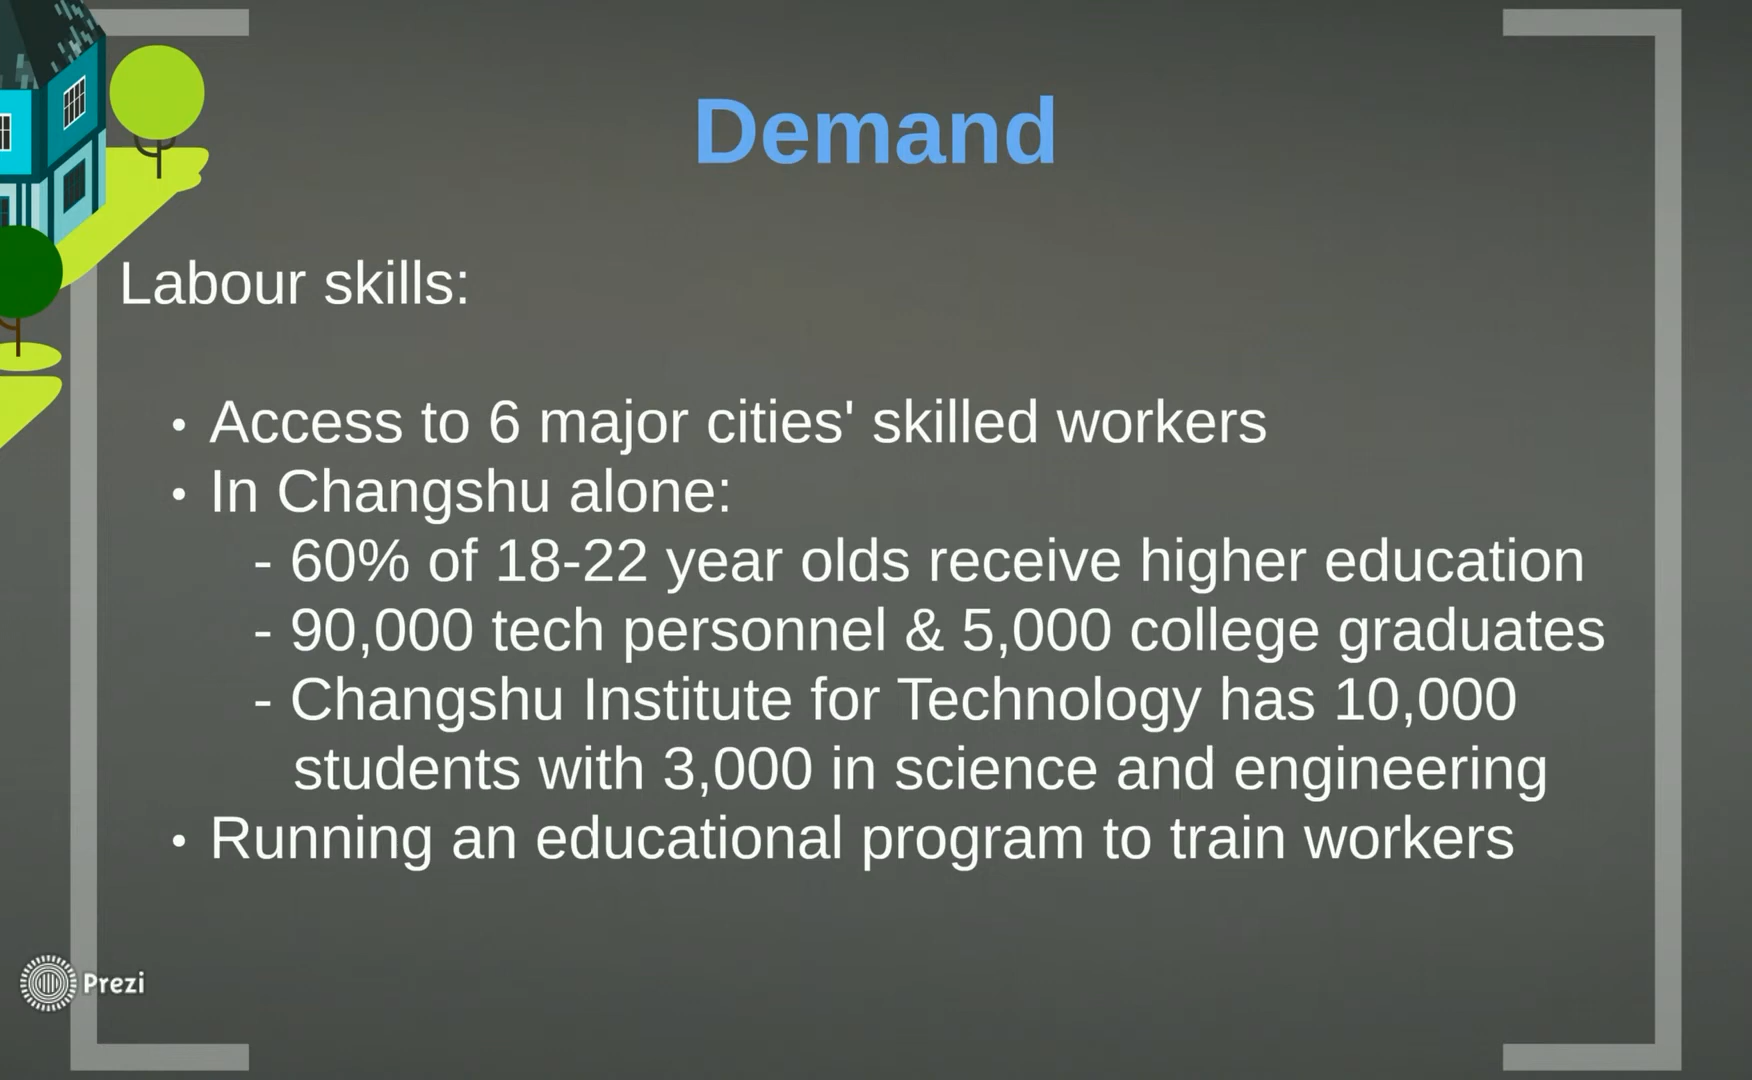 Demand
Labour skills:
• Access to 6 major cities' skilled workers
• In Changshu alone:
- 60% of 18-22 year olds receive higher education
- 90,000 tech personnel & 5,000 college graduates
- Changshu Institute for Technology has 10,000
students with 3,000 in science and engineering
• Running an educational program to train workers
Prezi